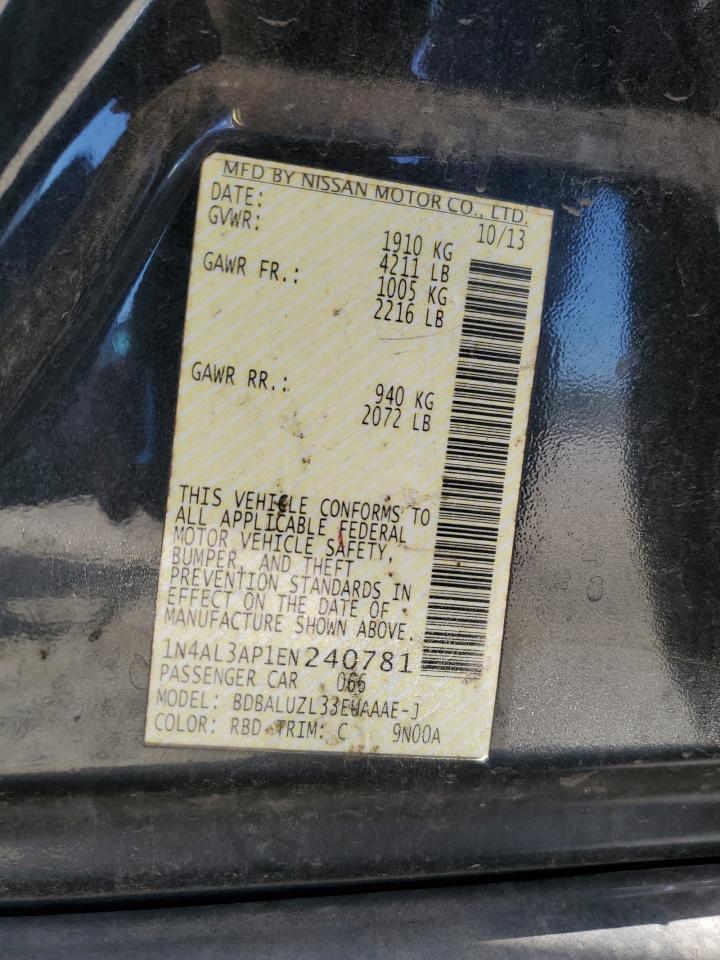 MFD BY NISSAN MOTOR CO., LTD.
DATE: 10/13
GVWR: 1910 KG
4211 LB
GAWR FR.: 1005 KG
2216 LB
GAWR RR.: 940 KG
2072 LB
THIS VEHICLE CONFORMS TO
ALL APPLICABLE FEDERAL
MOTOR VEHICLE SAFETY,
BUMPER, AND THEFT
PREVENTION STANDARDS IN
EFFECT ON THE DATE OF
MANUFACTURE SHOWN ABOVE.
1N4AL3AP1EN240781
PASSENGER CAR 066
MODEL: BDBALUZL33EUAAAE-J
COLOR: RBD TRIM: C 9N00A